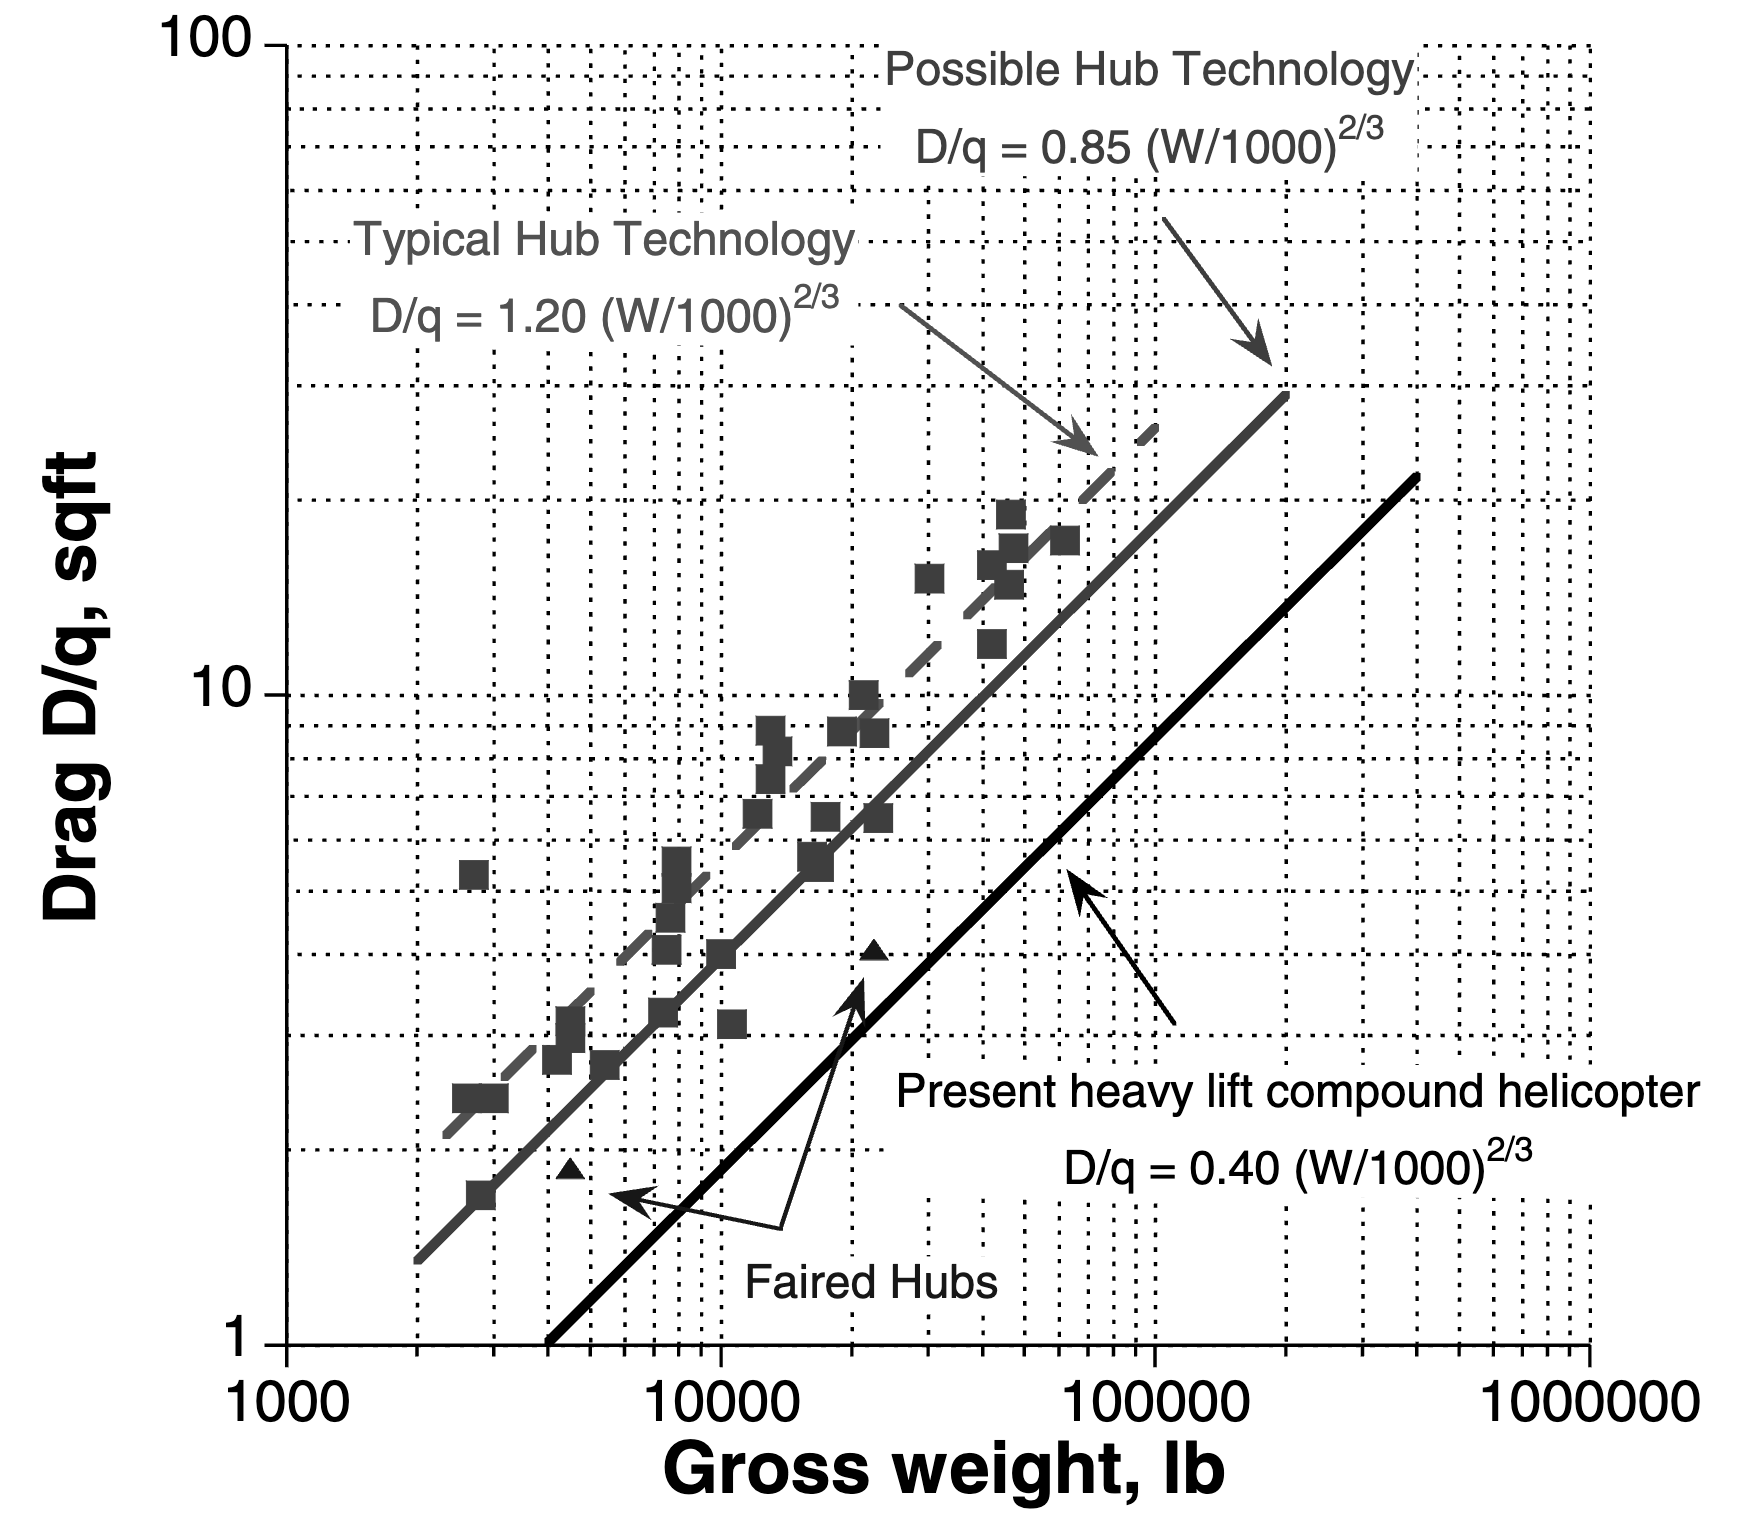 100
Possible Hub Technology
D/q = 0.85 (W/1000)^2/3
Typical Hub Technology
D/q = 1.20 (W/1000)^2/3
Drag D/q, sqft
10
Present heavy lift compound helicopter
D/q = 0.40 (W/1000)^2/3
Faired Hubs
1
1000 10000 100000 1000000
Gross weight, lb